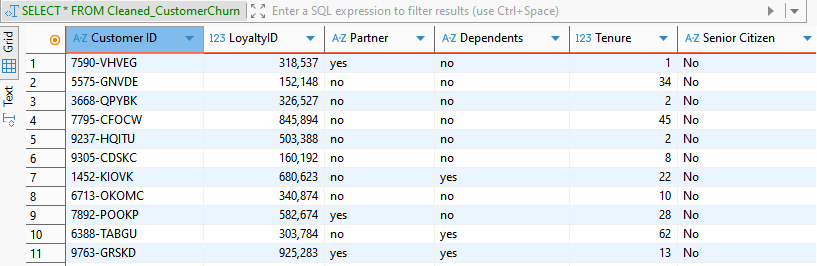 SELECT * FROM Cleaned_CustomerChurn Enter a SQL expression to filter results (use Ctrl+Space)
Grid
Text
A-Z Customer ID 123 LoyaltyID A-Z Partner A-Z Dependents 123 Tenure A-Z Senior Citizen
1 7590-VHVEG 318,537 yes no 1 No
2 5575-GNVDE 152,148 no no 34 No
3 3668-QPYBK 326,527 no no 2 No
4 7795-CFOCW 845,894 no no 45 No
5 9237-HQITU 503,388 no no 2 No
6 9305-CDSKC 160,192 no no 8 No
7 1452-KIOVK 680,623 no yes 22 No
8 6713-OKOMC 340,874 no no 10 No
9 7892-POOKP 582,674 yes no 28 No
10 6388-TABGU 303,784 no yes 62 No
11 9763-GRSKD 925,283 yes yes 13 No